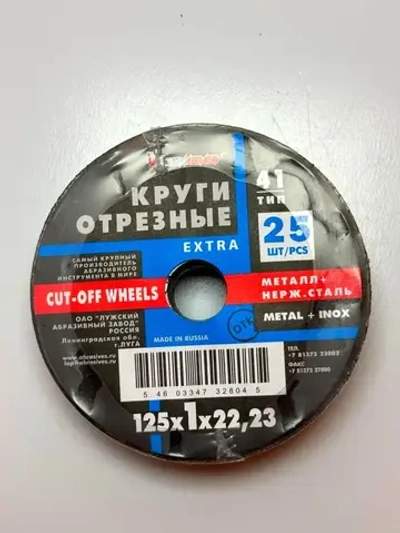 КРУГИ
ОТРЕЗНЫЕ
EXTRA
41
ТИП
25
ШТ/PCS
САМЫЙ КРУПНЫЙ
ПРОИЗВОДИТЕЛЬ
АБРАЗИВНОГО
ИНСТРУМЕНТА В МИРЕ
CUT-OFF WHEELS
МЕТАЛЛ+
НЕРЖ.СТАЛЬ
METAL + INOX
ОАО "ЛУЖСКИЙ
АБРАЗИВНЫЙ ЗАВОД"
РОССИЯ
Ленинградская обл.
г.ЛУГА
MADE IN RUSSIA
DTK
ТЕЛ.
ФАКС
5 46 03347 32804 5
125x1x22,23